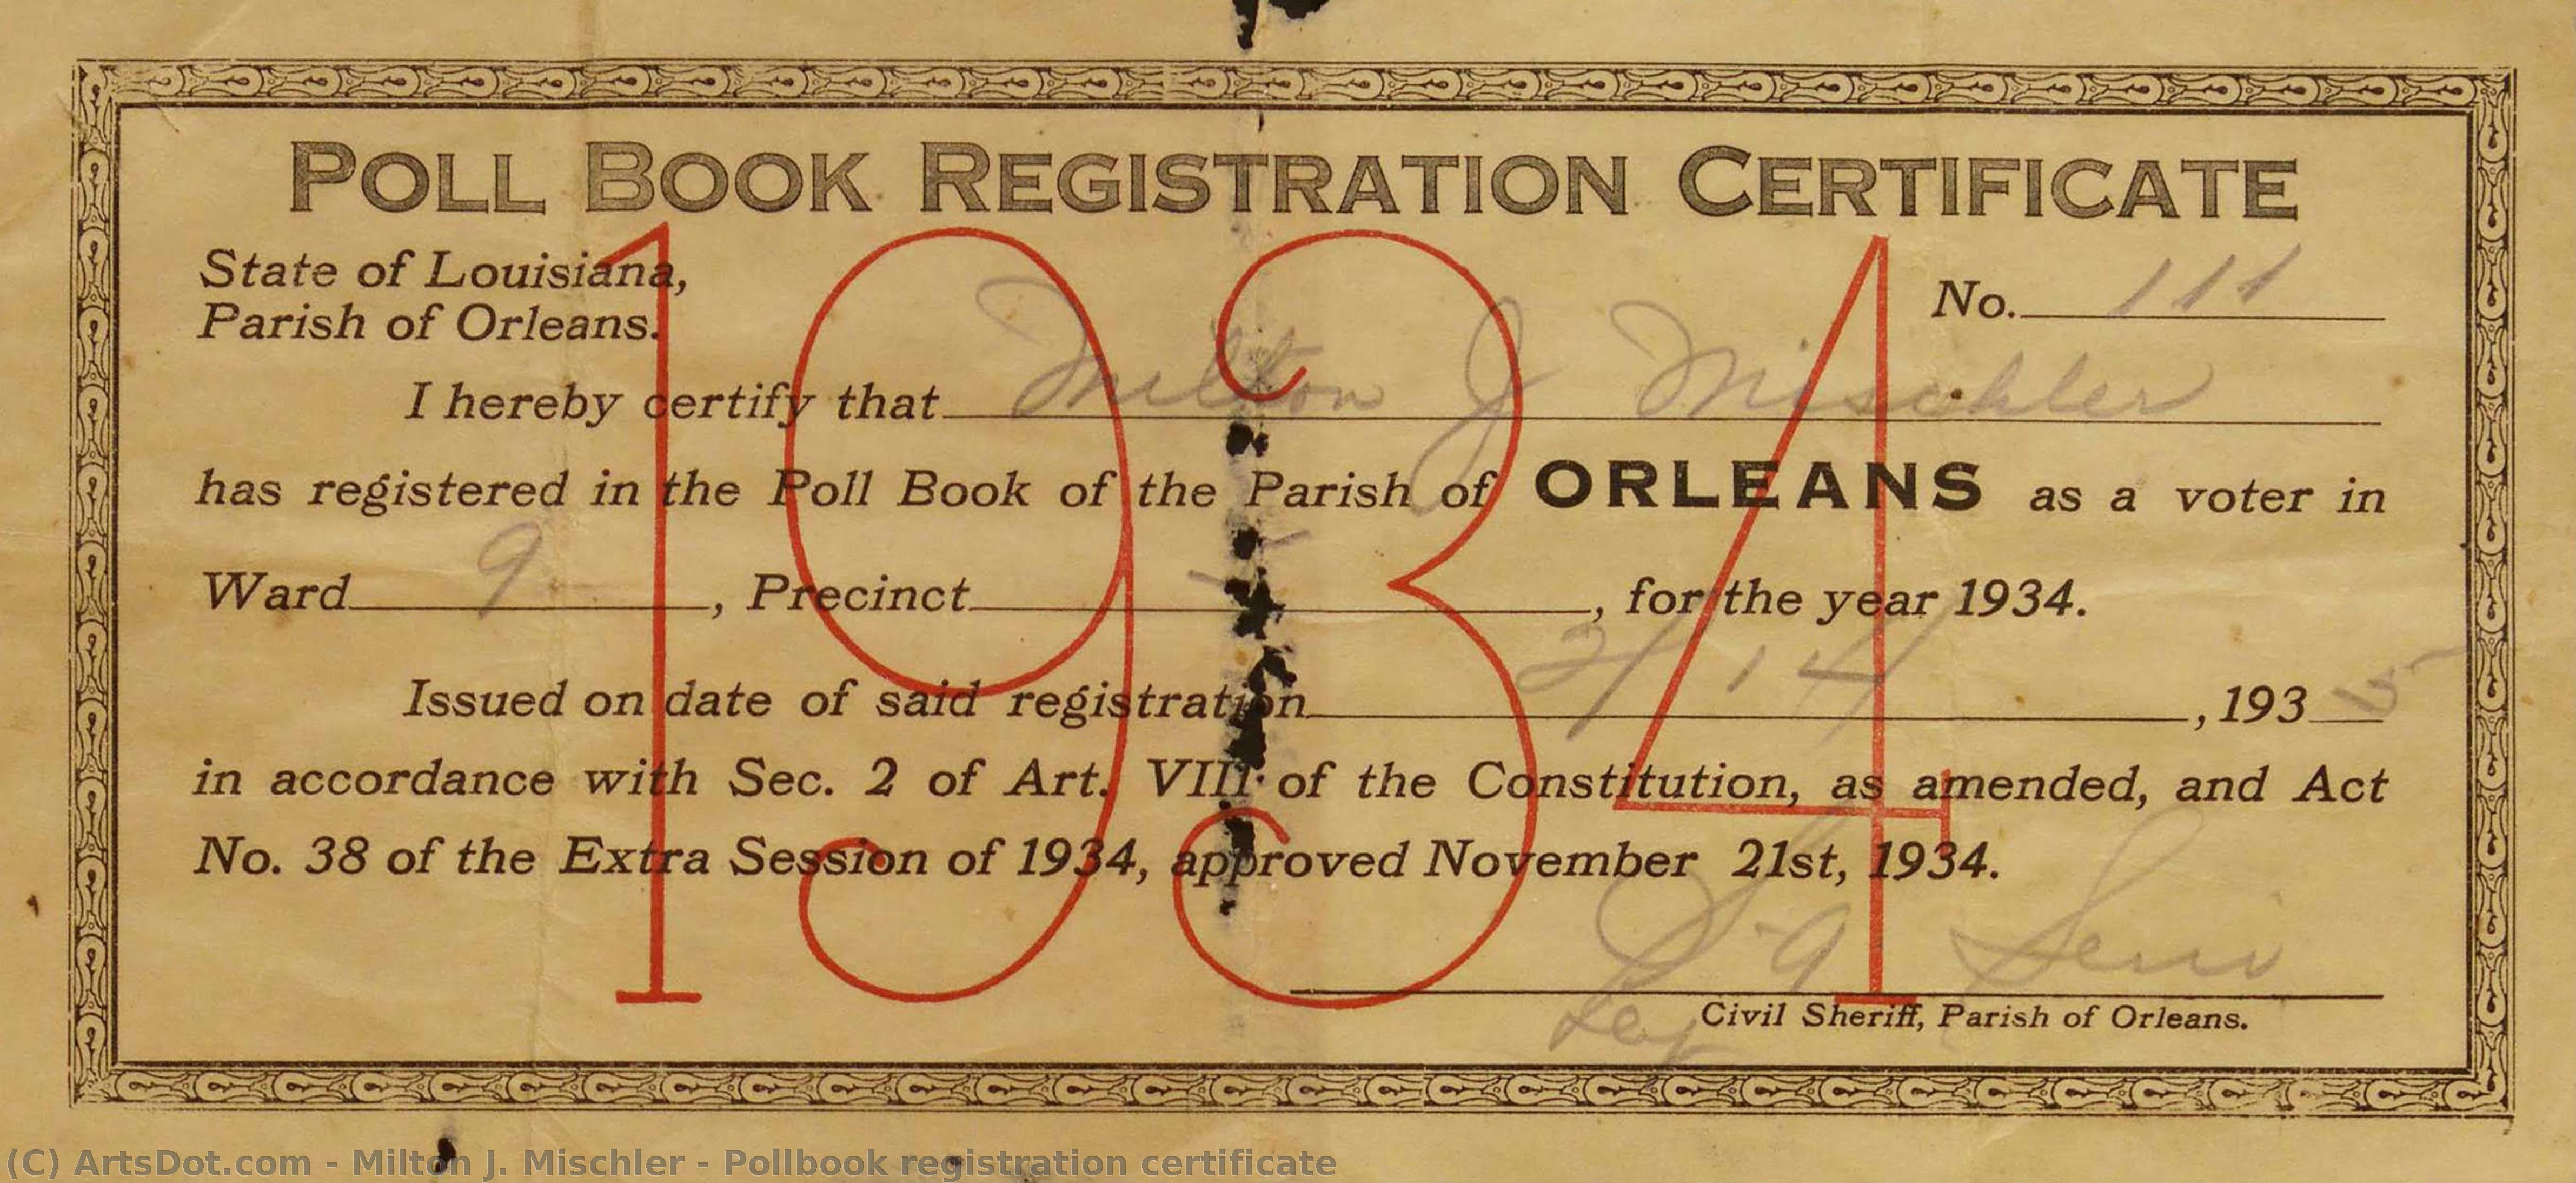 POLL BOOK REGISTRATION CERTIFICATE
1934
State of Louisiana,
Parish of Orleans.
No. 111
I hereby certify that Milton J Mischler
has registered in the Poll Book of the Parish of ORLEANS as a voter in
Ward 9, Precinct, for the year 1934.
Issued on date of said registration 2/14, 1935
in accordance with Sec. 2 of Art. VIII of the Constitution, as amended, and Act
No. 38 of the Extra Session of 1934, approved November 21st, 1934.
Civil Sheriff, Parish of Orleans.
(C) ArtsDot.com - Milton J. Mischler - Pollbook registration certificate